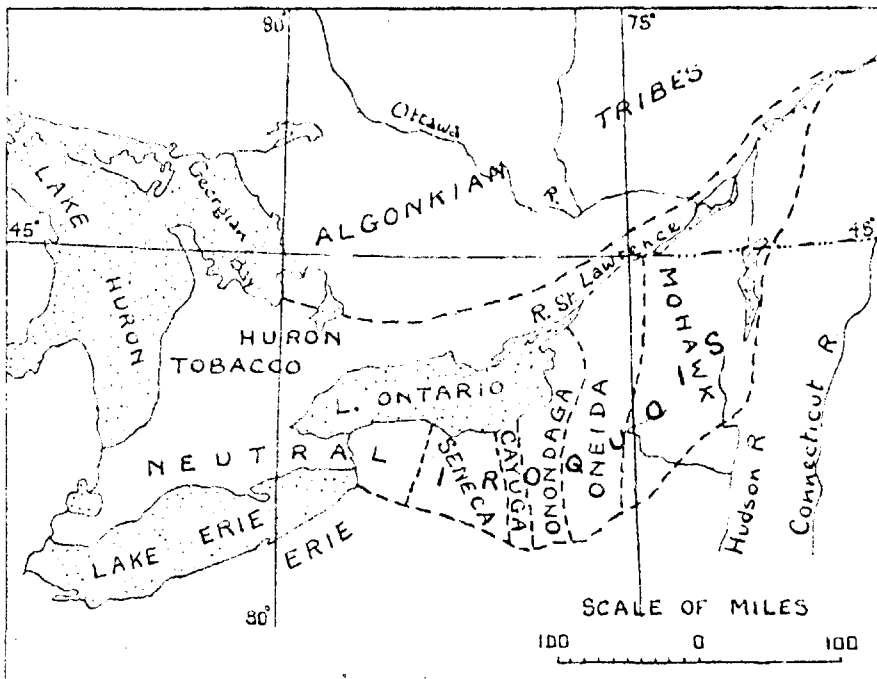 80°
75°
Ottawa
R.
TRIBES
ALGONKIAN
LAKE
HURON
Georgian
Bay
45°
45°
R. St Lawrence
HURON
TOBACCO
L. ONTARIO
NEUTRAL
IROQUOIS
MOHAWK
ONEIDA
ONONDAGA
CAYUGA
SENECA
LAKE ERIE
ERIE
Hudson R
Connecticut R
80°
SCALE OF MILES
100 0 100